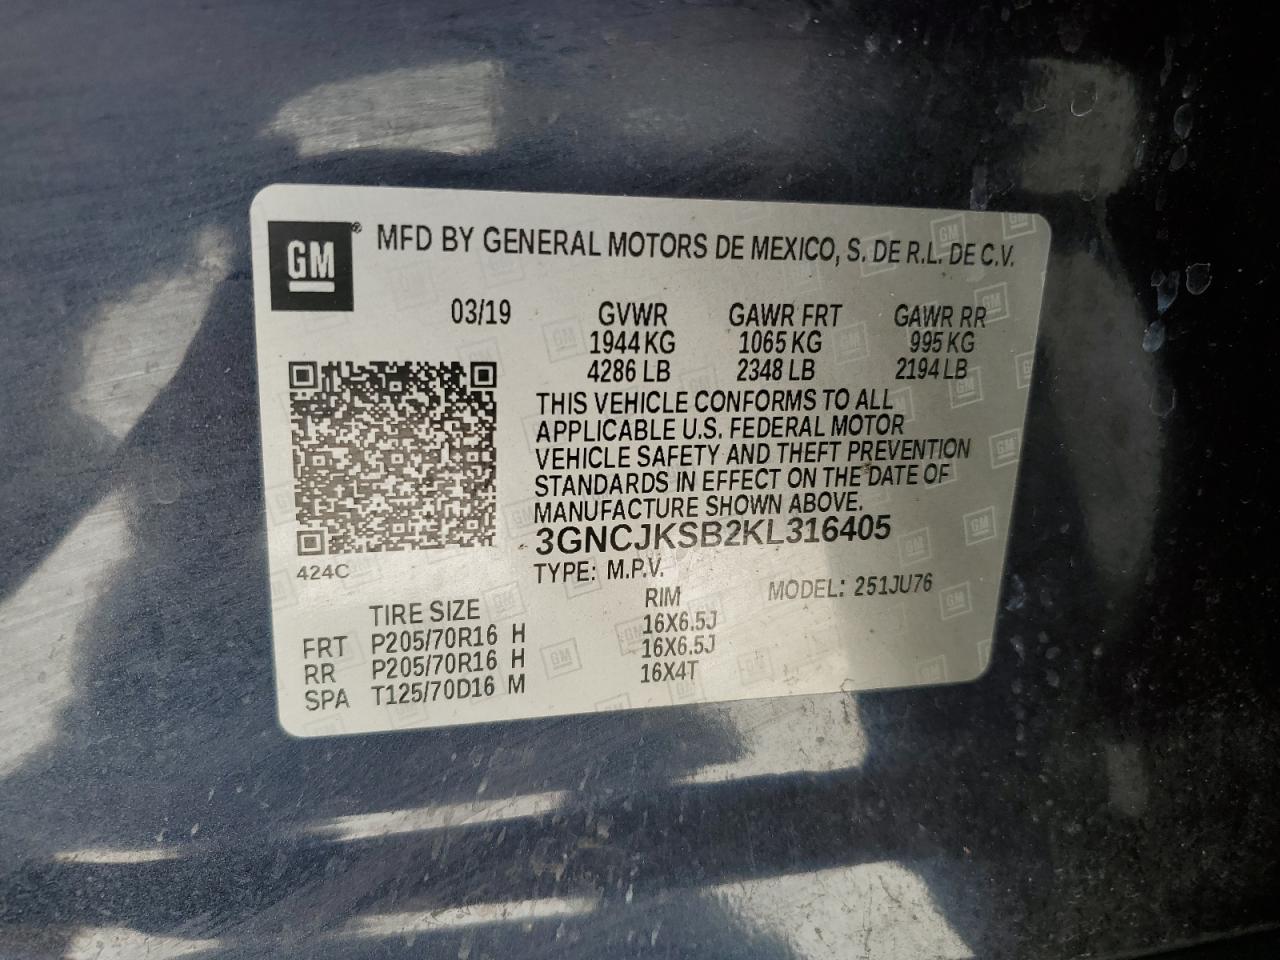 GM ® MFD BY GENERAL MOTORS DE MEXICO, S. DE R.L. DE C.V.
03/19 GVWR GAWR FRT GAWR RR
1944 KG 1065 KG 995 KG
4286 LB 2348 LB 2194 LB
THIS VEHICLE CONFORMS TO ALL
APPLICABLE U.S. FEDERAL MOTOR
VEHICLE SAFETY AND THEFT PREVENTION
STANDARDS IN EFFECT ON THE DATE OF
MANUFACTURE SHOWN ABOVE.
3GNCJKSB2KL316405
424C
TYPE: M.P.V. MODEL: 251JU76
TIRE SIZE RIM
FRT P205/70R16 H 16X6.5J
RR P205/70R16 H 16X6.5J
SPA T125/70D16 M 16X4T